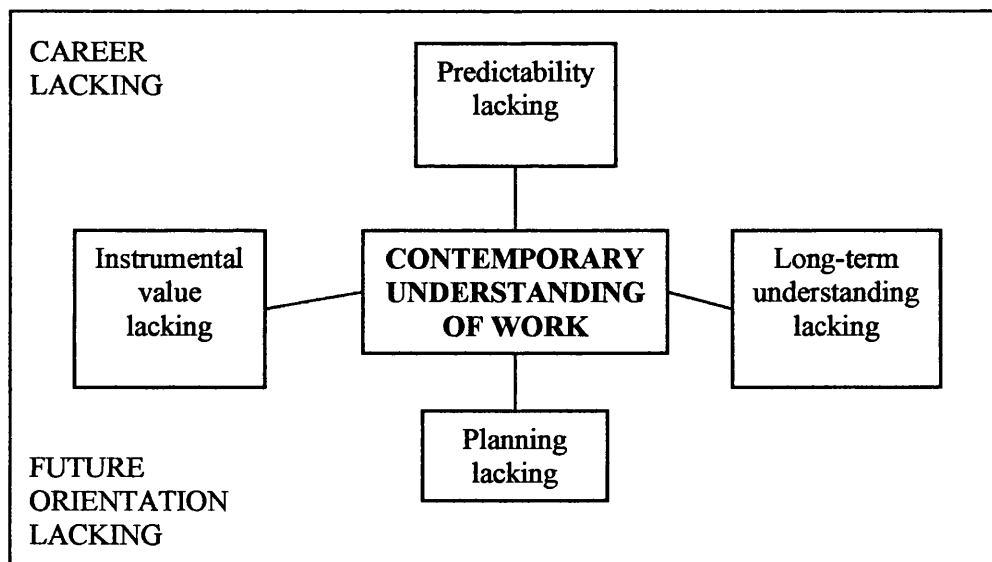 CAREER
LACKING
Predictability
lacking
Instrumental
value
lacking
CONTEMPORARY
UNDERSTANDING
OF WORK
Long-term
understanding
lacking
Planning
lacking
FUTURE
ORIENTATION
LACKING